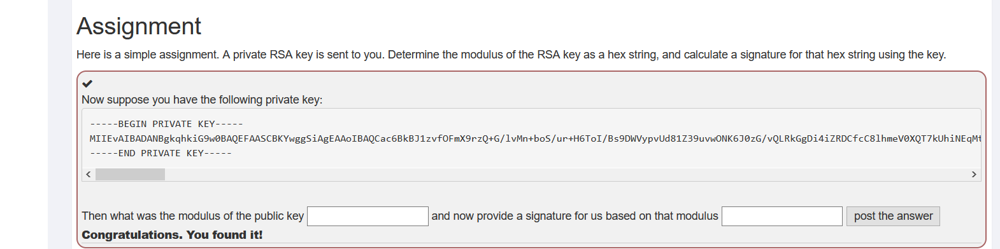 Assignment
Here is a simple assignment. A private RSA key is sent to you. Determine the modulus of the RSA key as a hex string, and calculate a signature for that hex string using the key.
Now suppose you have the following private key:
-----BEGIN PRIVATE KEY-----
MIIEvAIBADANBgkqhkiG9w0BAQEFAASCBKYwggSiAgEAAoIBAQCac6BkBJ1zvfOFmX9rzQ+G/lvMn+boS/ur+H6ToI/Bs9DWVypvUd81Z39uvwONK6J0zG/vQLRkGgDi4iZRDCfcC8lhmeV0XQT7kUhiNEqMt
-----END PRIVATE KEY-----
Then what was the modulus of the public key and now provide a signature for us based on that modulus post the answer
Congratulations. You found it!